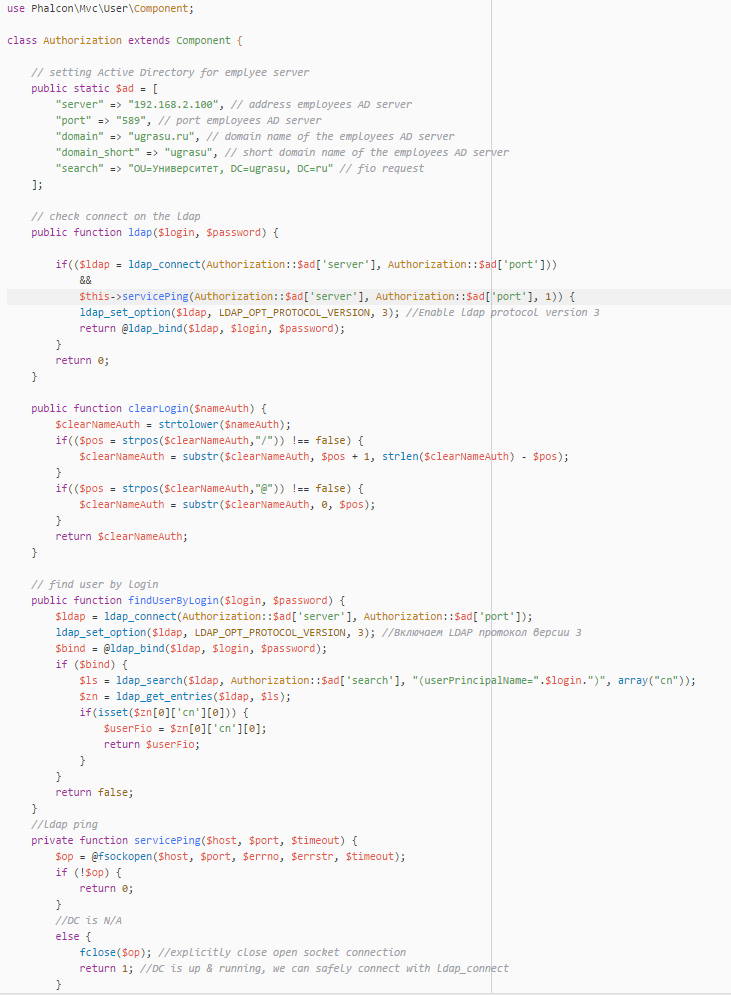 use Phalcon\Mvc\User\Component;
class Authorization extends Component {
// setting Active Directory for emplyee server
public static $ad = [
"server" => "192.168.2.100", // address employees AD server
"port" => "589", // port employees AD server
"domain" => "ugrasu.ru", // domain name of the employees AD server
"domain_short" => "ugrasu", // short domain name of the employees AD server
"search" => "OU=Университет, DC=ugrasu, DC=ru" // fio request
];
// check connect on the ldap
public function ldap($login, $password) {
if(($ldap = ldap_connect(Authorization::$ad['server'], Authorization::$ad['port']))
&&
$this->servicePing(Authorization::$ad['server'], Authorization::$ad['port'], 1)) {
ldap_set_option($ldap, LDAP_OPT_PROTOCOL_VERSION, 3); //Enable ldap protocol version 3
return @ldap_bind($ldap, $login, $password);
}
return 0;
}
public function clearLogin($nameAuth) {
$clearNameAuth = strtolower($nameAuth);
if(($pos = strpos($clearNameAuth,"/")) !== false) {
$clearNameAuth = substr($clearNameAuth, $pos + 1, strlen($clearNameAuth) - $pos);
}
if(($pos = strpos($clearNameAuth,"@")) !== false) {
$clearNameAuth = substr($clearNameAuth, 0, $pos);
}
return $clearNameAuth;
}
// find user by login
public function findUserByLogin($login, $password) {
$ldap = ldap_connect(Authorization::$ad['server'], Authorization::$ad['port']);
ldap_set_option($ldap, LDAP_OPT_PROTOCOL_VERSION, 3); //Включаем LDAP протокол версии 3
$bind = @ldap_bind($ldap, $login, $password);
if ($bind) {
$ls = ldap_search($ldap, Authorization::$ad['search'], "(userPrincipalName=".$login.")", array("cn"));
$zn = ldap_get_entries($ldap, $ls);
if(isset($zn[0]['cn'][0])) {
$userFio = $zn[0]['cn'][0];
return $userFio;
}
}
return false;
}
//ldap ping
private function servicePing($host, $port, $timeout) {
$op = @fsockopen($host, $port, $errno, $errstr, $timeout);
if (!$op) {
return 0;
}
//DC is N/A
else {
fclose($op); //explicitly close open socket connection
return 1; //DC is up & running, we can safely connect with ldap_connect
}